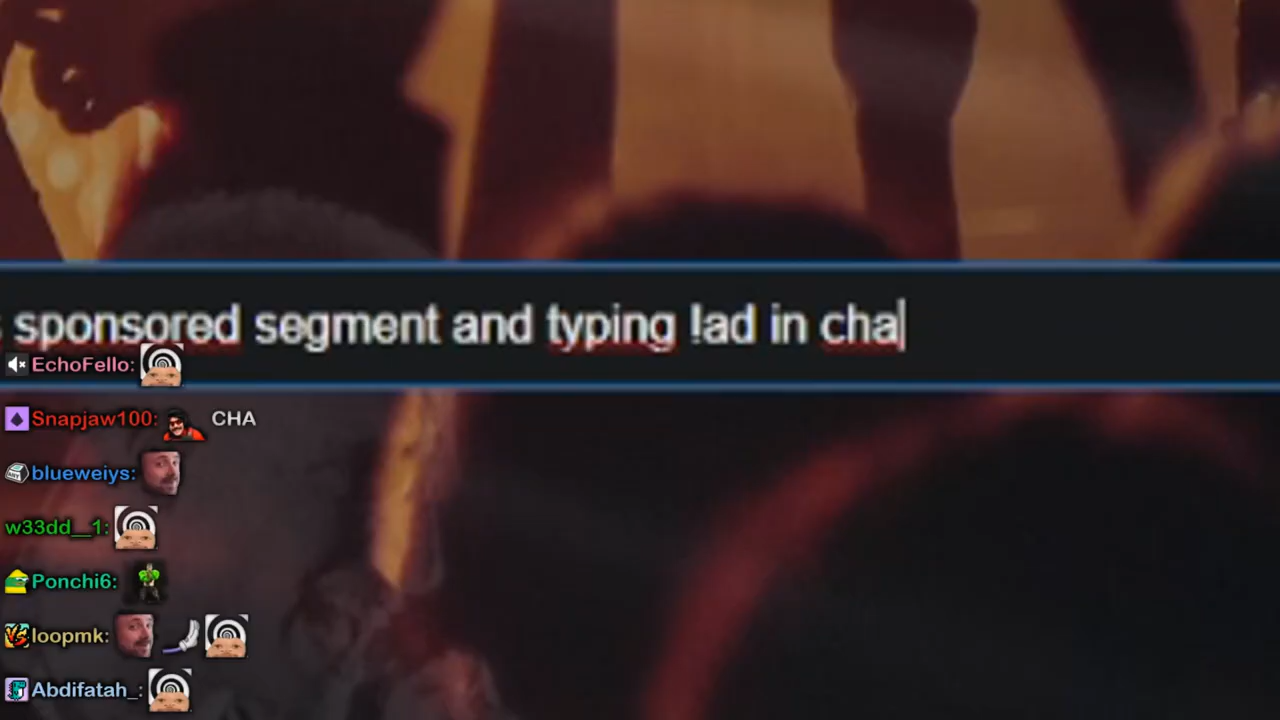 sponsored segment and typing !ad in cha
EchoFello:
Snapjaw100: CHA
blueweiys:
w33dd__1:
Ponchi6:
loopmk:
Abdifatah_: